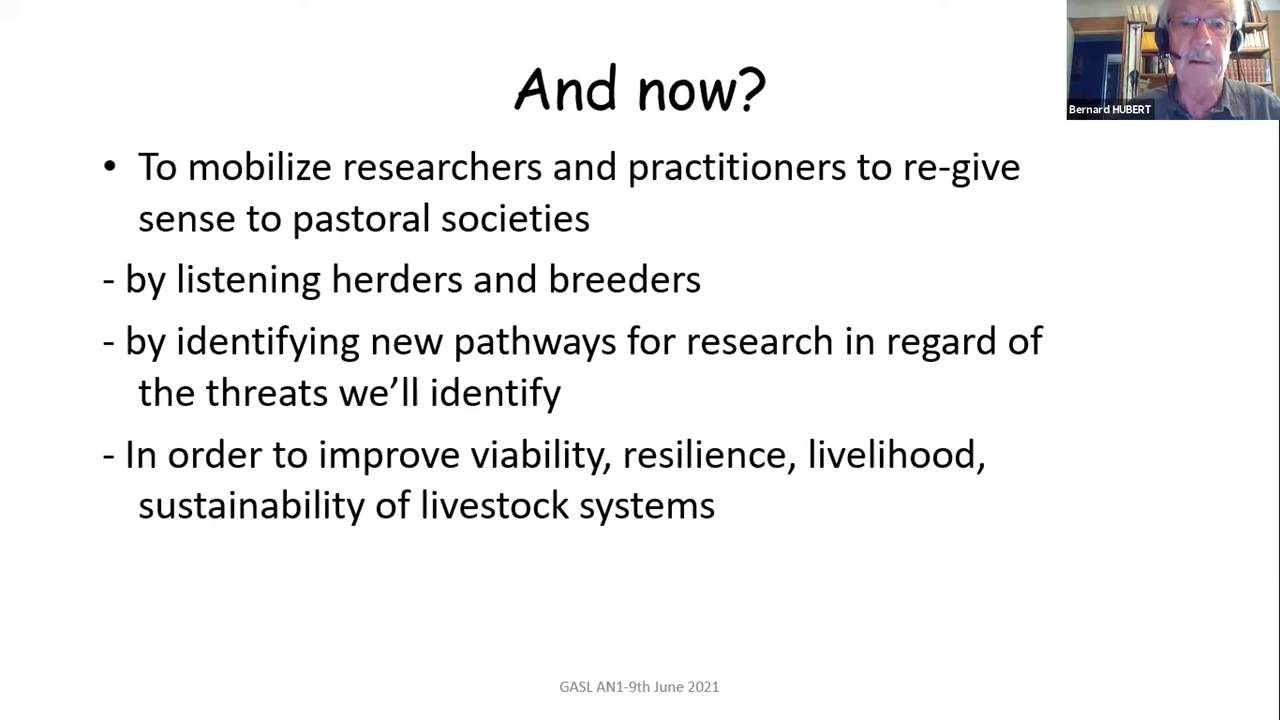 And now?
Bernard HUBERT
• To mobilize researchers and practitioners to re-give
sense to pastoral societies
- by listening herders and breeders
- by identifying new pathways for research in regard of
the threats we’ll identify
- In order to improve viability, resilience, livelihood,
sustainability of livestock systems
GASL AN1-9th June 2021